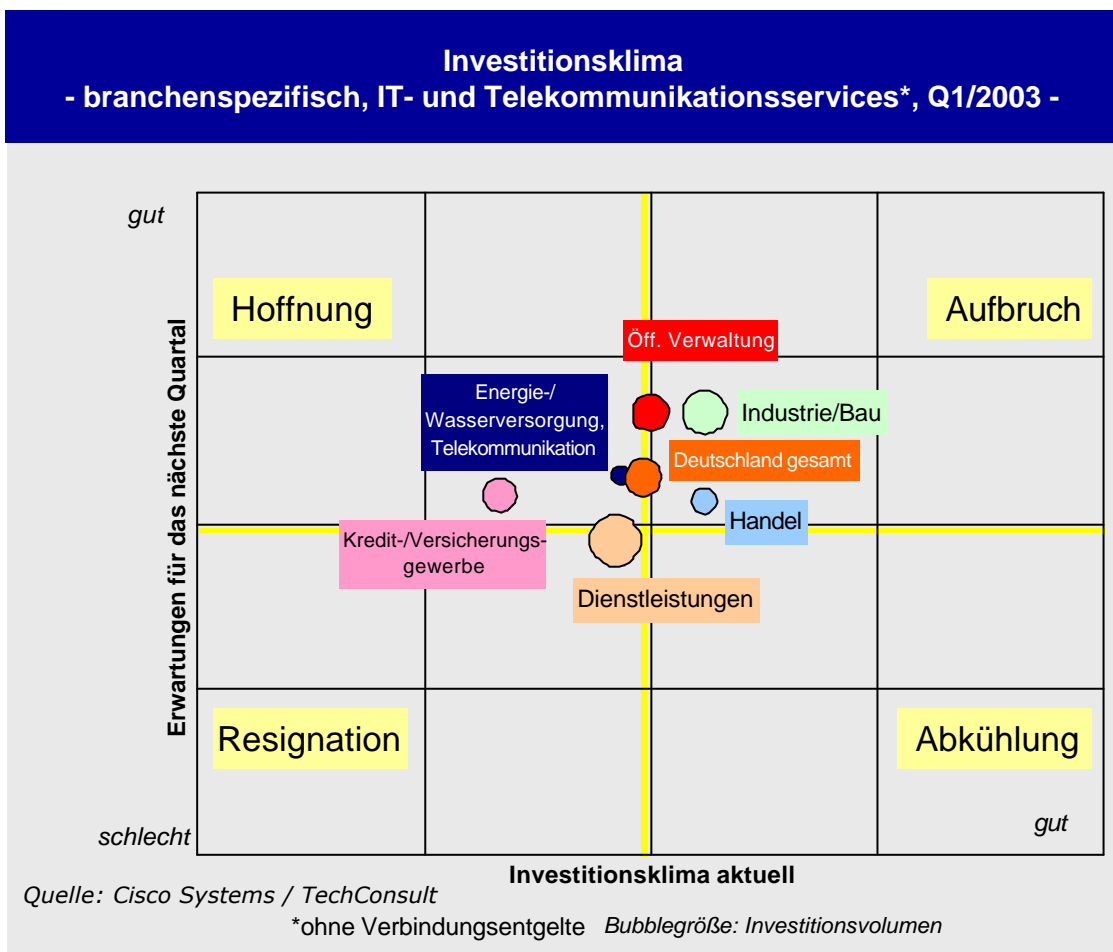 Investitionsklima
- branchenspezifisch, IT- und Telekommunikationsservices*, Q1/2003 -
gut
Hoffnung
Aufbruch
Öff. Verwaltung
Energie-/
Wasserversorgung,
Telekommunikation
Industrie/Bau
Deutschland gesamt
Handel
Kredit-/Versicherungs-
gewerbe
Dienstleistungen
Erwartungen für das nächste Quartal
Resignation
Abkühlung
schlecht
gut
Investitionsklima aktuell
Quelle: Cisco Systems / TechConsult
*ohne Verbindungsentgelte Bubblegröße: Investitionsvolumen